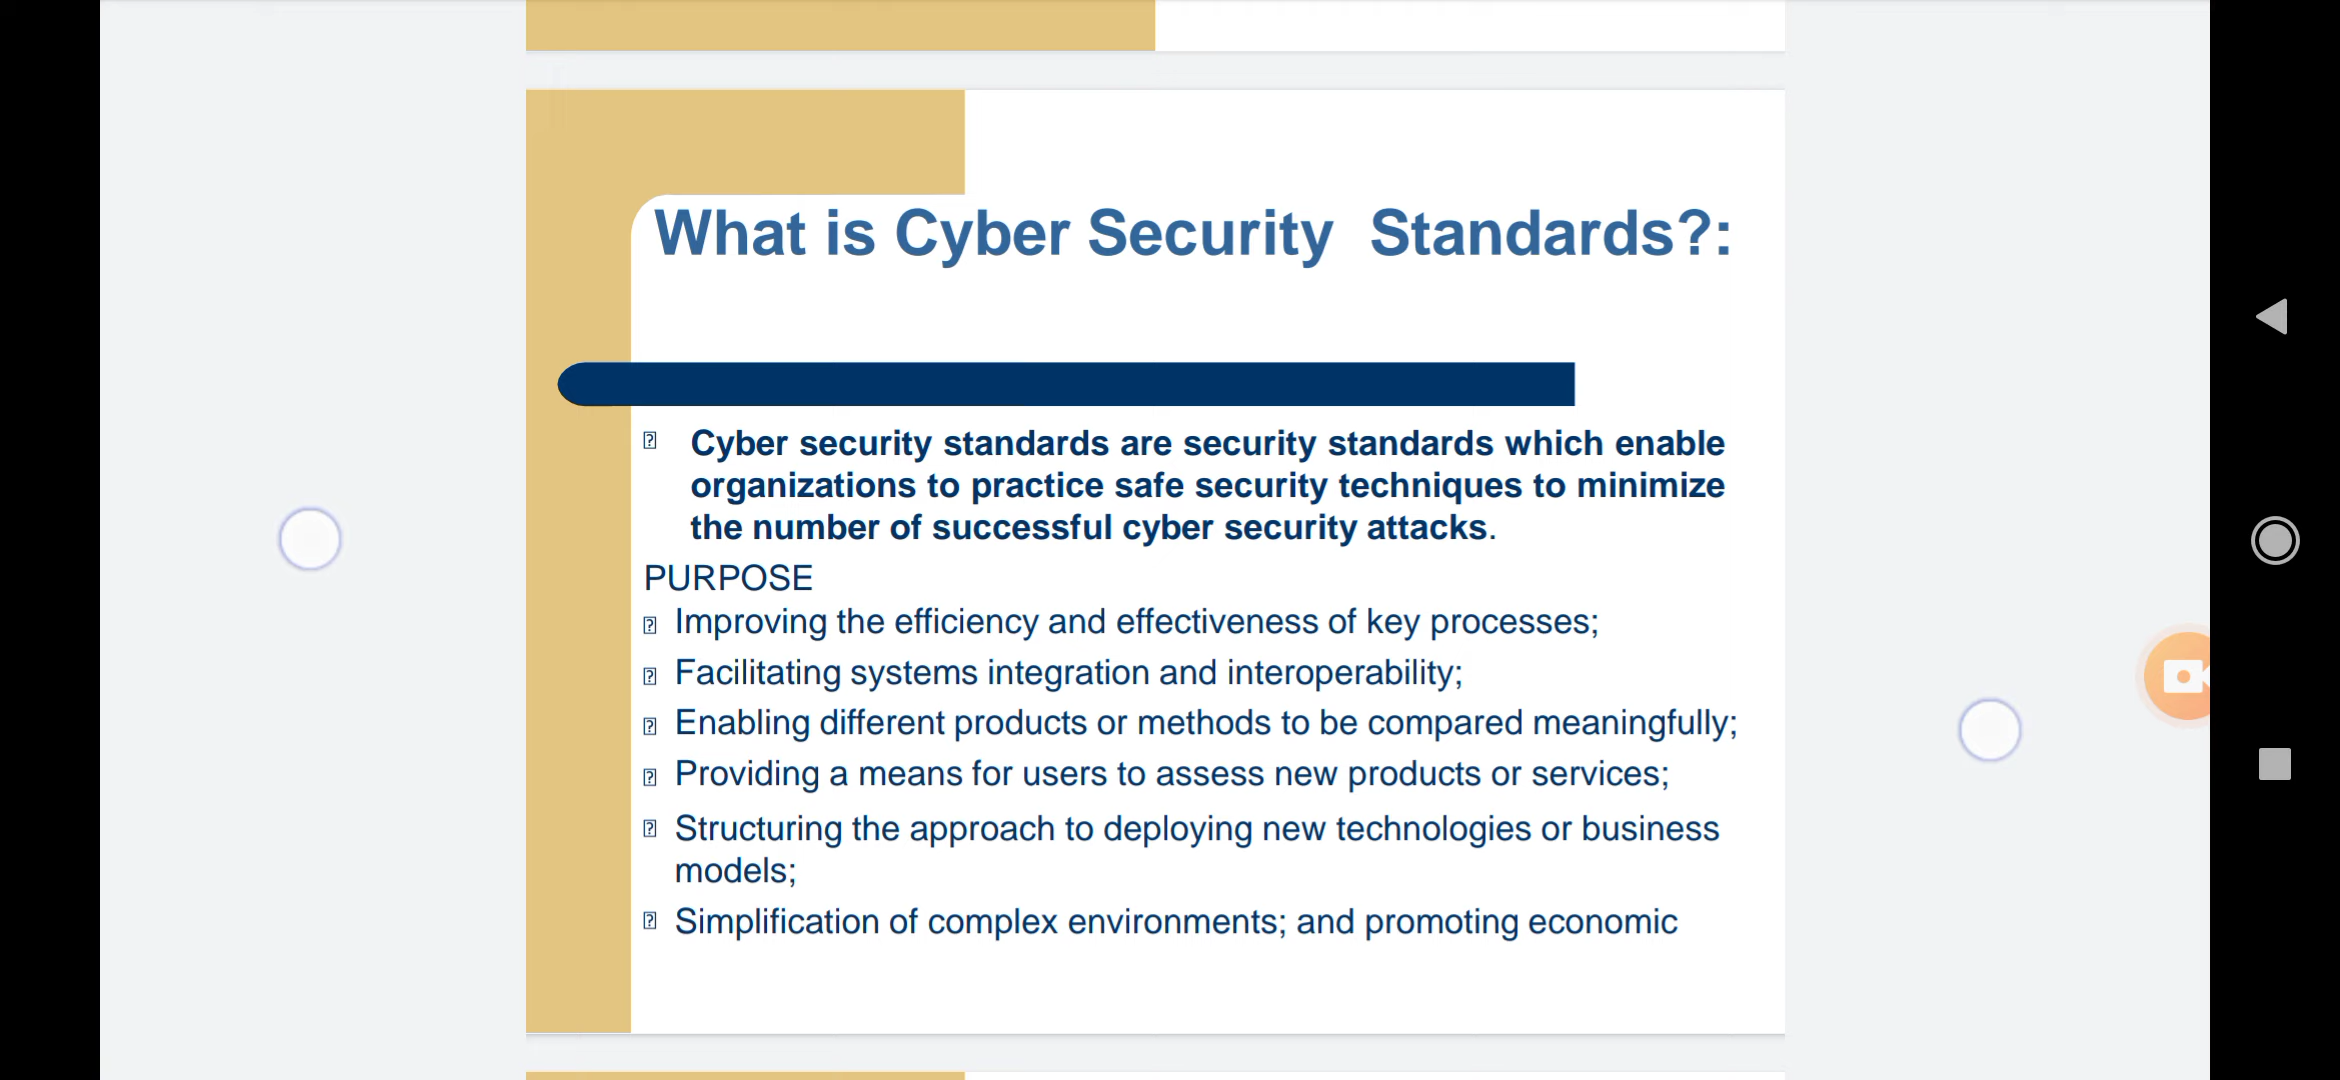 What is Cyber Security  Standards?:
⍰ Cyber security standards are security standards which enable
organizations to practice safe security techniques to minimize
the number of successful cyber security attacks.
PURPOSE
⍰ Improving the efficiency and effectiveness of key processes;
⍰ Facilitating systems integration and interoperability;
⍰ Enabling different products or methods to be compared meaningfully;
⍰ Providing a means for users to assess new products or services;
⍰ Structuring the approach to deploying new technologies or business
models;
⍰ Simplification of complex environments; and promoting economic